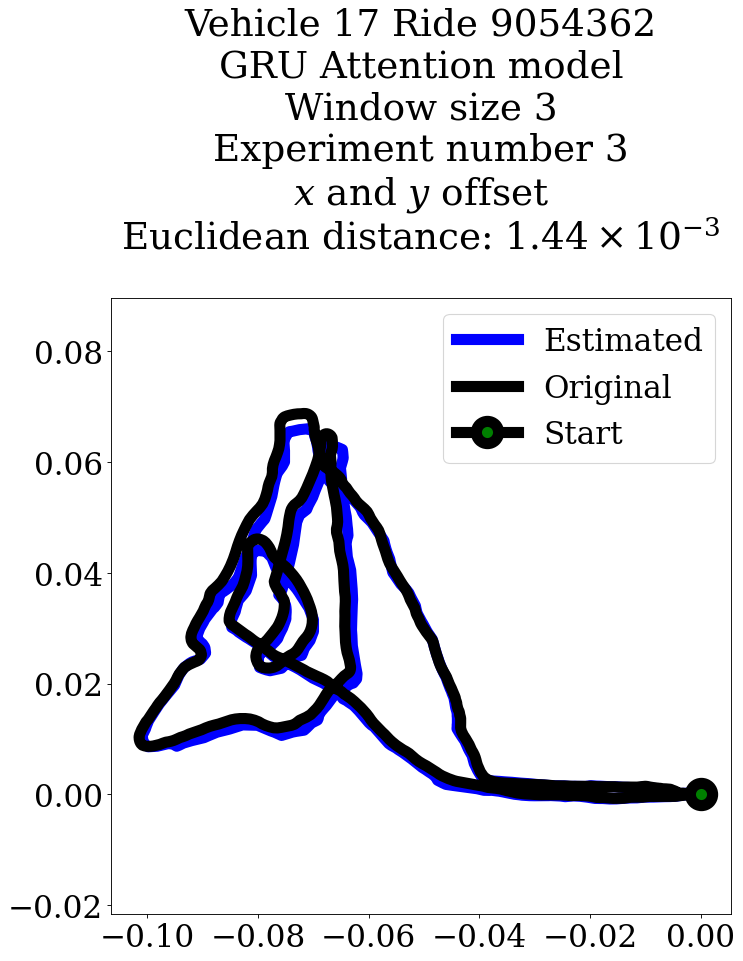 Vehicle 17 Ride 9054362
GRU Attention model
Window size 3
Experiment number 3
x and y offset
Euclidean distance: 1.44 × 10⁻³
Estimated
Original
Start
0.08
0.06
0.04
0.02
0.00
−0.02
−0.10 −0.08 −0.06 −0.04 −0.02 0.00